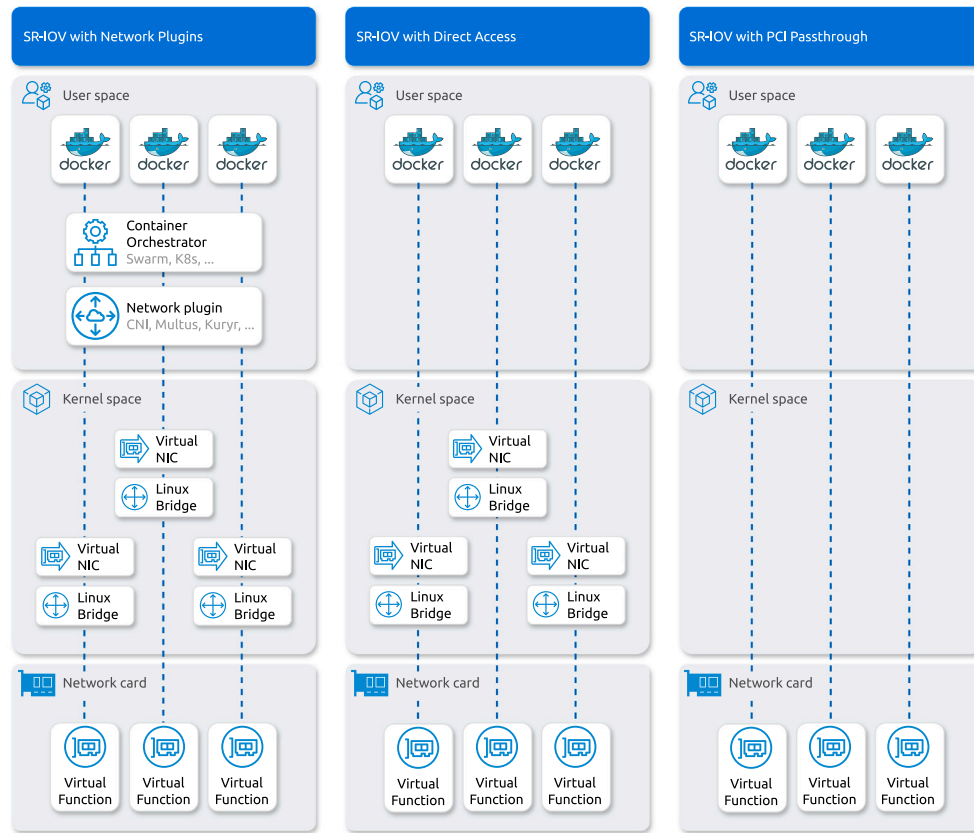 SR-IOV with Network Plugins
User space
docker
docker
docker
Container
Orchestrator
Swarm, K8s, ...
Network plugin
CNI, Multus, Kuryr, ...
Kernel space
Virtual
NIC
Linux
Bridge
Virtual
NIC
Linux
Bridge
Virtual
NIC
Linux
Bridge
Network card
Virtual
Function
Virtual
Function
Virtual
Function
SR-IOV with Direct Access
User space
docker
docker
docker
Kernel space
Virtual
NIC
Linux
Bridge
Virtual
NIC
Linux
Bridge
Virtual
NIC
Linux
Bridge
Network card
Virtual
Function
Virtual
Function
Virtual
Function
SR-IOV with PCI Passthrough
User space
docker
docker
docker
Kernel space
Network card
Virtual
Function
Virtual
Function
Virtual
Function